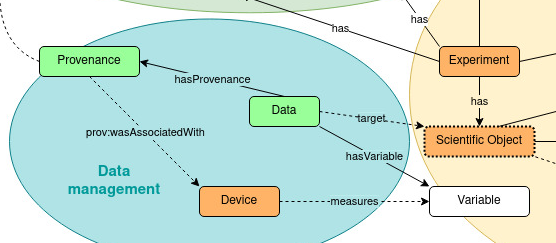 has
has
Provenance
Experiment
hasProvenance
has
Data
target
prov:wasAssociatedWith
Scientific Object
hasVariable
Data
management
Device
measures
Variable